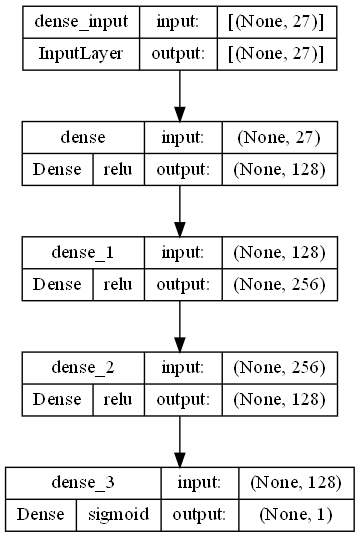 dense_input input: [(None, 27)]
InputLayer output: [(None, 27)]
dense input: (None, 27)
Dense relu output: (None, 128)
dense_1 input: (None, 128)
Dense relu output: (None, 256)
dense_2 input: (None, 256)
Dense relu output: (None, 128)
dense_3 input: (None, 128)
Dense sigmoid output: (None, 1)